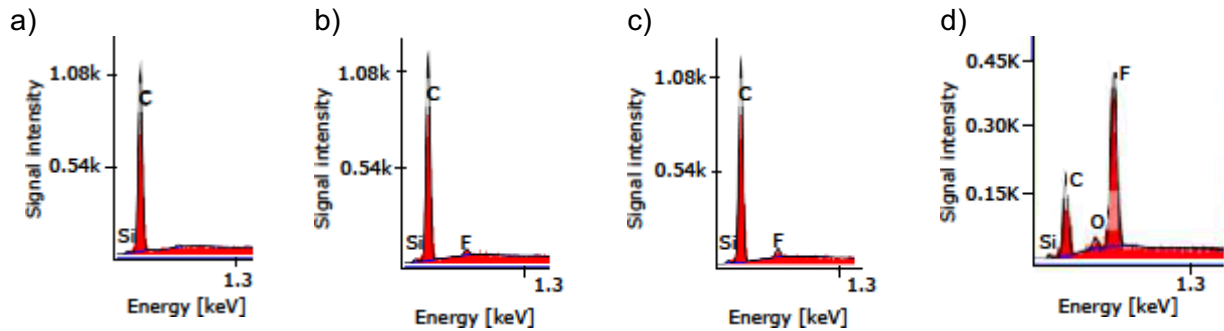 a)
Signal intensity
1.08k
0.54k
C
Si
1.3
Energy [keV]
b)
Signal intensity
1.08k
0.54k
C
Si
F
1.3
Energy [keV]
c)
Signal intensity
1.08k
0.54k
C
Si
F
1.3
Energy [keV]
d)
Signal intensity
0.45K
0.30K
0.15K
F
C
O
Si
1.3
Energy [keV]